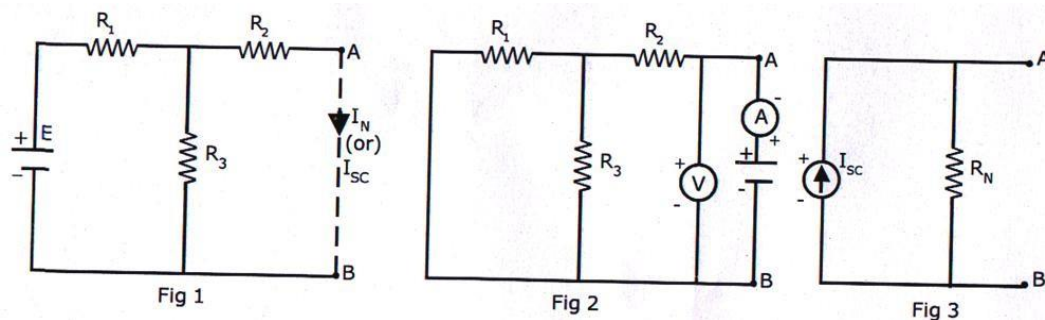 R1
R2
A
+
E
−
R3
IN
(or)
ISC
B
Fig 1
R1
R2
A
-
A
+
+
-
R3
+
V
-
B
Fig 2
A
+
ISC
-
RN
B
Fig 3